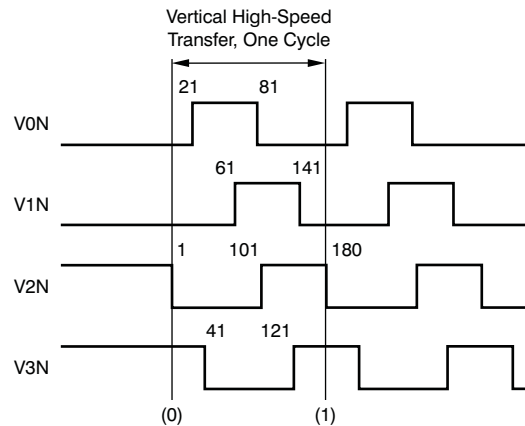 Vertical High-Speed
Transfer, One Cycle
21 81
V0N
61 141
V1N
1 101 180
V2N
41 121
V3N
(0) (1)